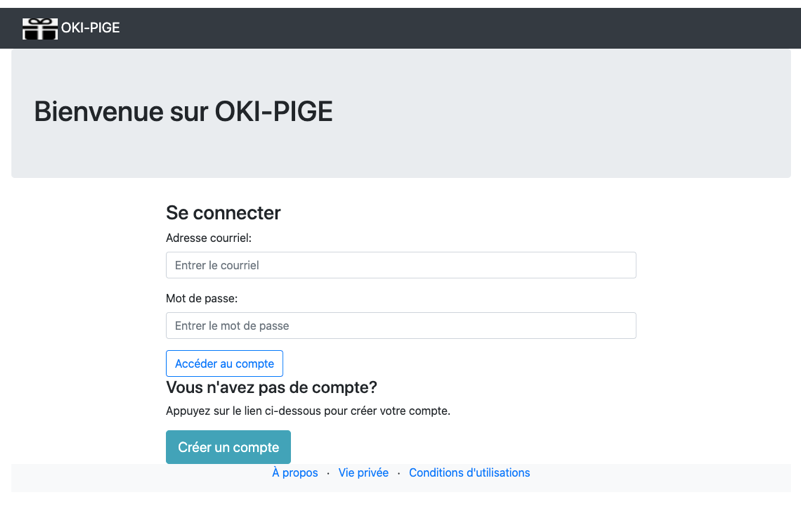 OKI-PIGE
Bienvenue sur OKI-PIGE
Se connecter
Adresse courriel:
Entrer le courriel
Mot de passe:
Entrer le mot de passe
Accéder au compte
Vous n'avez pas de compte?
Appuyez sur le lien ci-dessous pour créer votre compte.
Créer un compte
À propos · Vie privée · Conditions d'utilisations